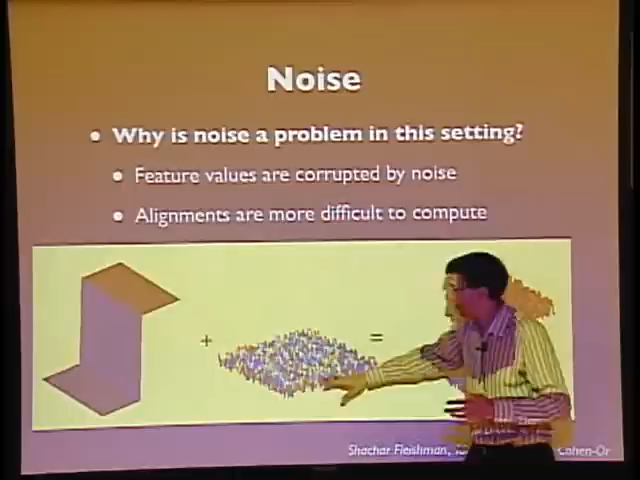 Noise
• Why is noise a problem in this setting?
• Feature values are corrupted by noise
• Alignments are more difficult to compute
+ =
Shachar Fleishman, Cohen-Or